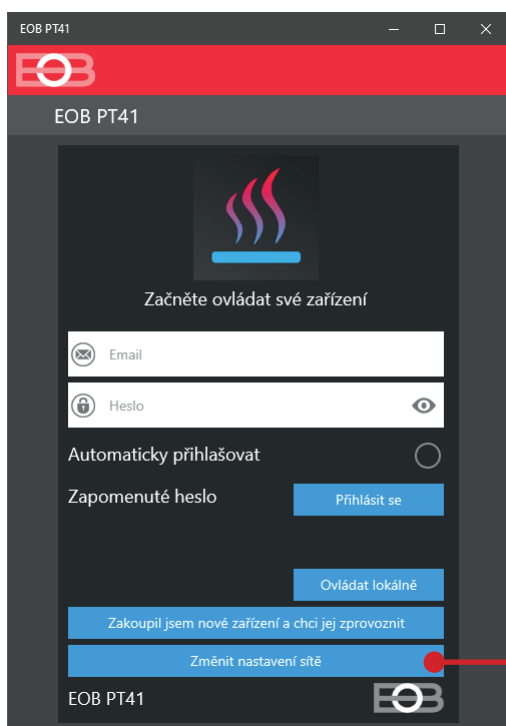 EOB PT41
EOB
EOB PT41
Začněte ovládat své zařízení
Email
Heslo
Automaticky přihlašovat
Zapomenuté heslo
Přihlásit se
Ovládat lokálně
Zakoupil jsem nové zařízení a chci jej zprovoznit
Změnit nastavení sítě
EOB PT41
EOB